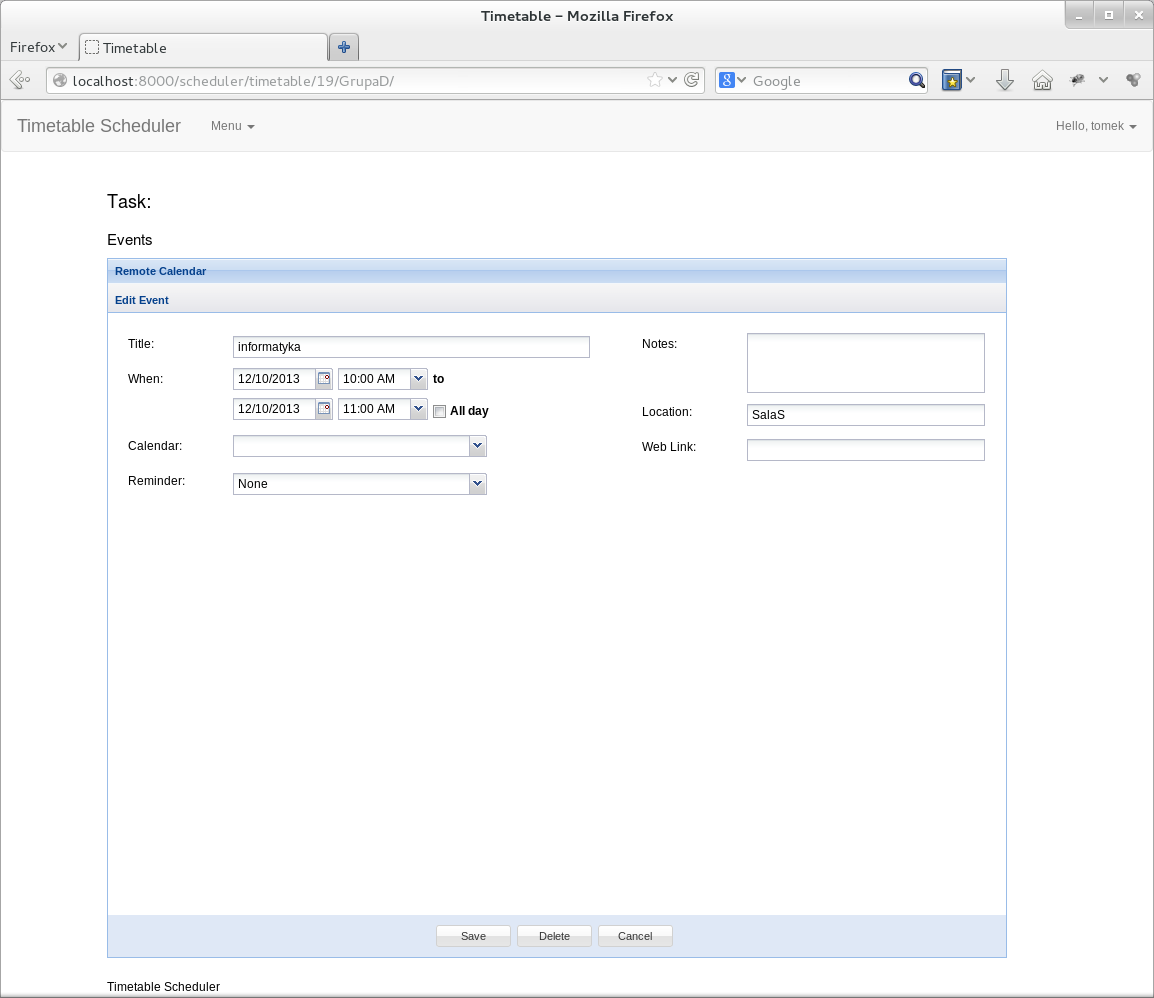 Timetable - Mozilla Firefox
Firefox
Timetable
localhost:8000/scheduler/timetable/19/GrupaD/
Google
Timetable Scheduler Menu Hello, tomek
Task:
Events
Remote Calendar
Edit Event
Title: informatyka
Notes:
When: 12/10/2013 10:00 AM to
12/10/2013 11:00 AM All day
Location: SalaS
Calendar:
Web Link:
Reminder: None
Save Delete Cancel
Timetable Scheduler